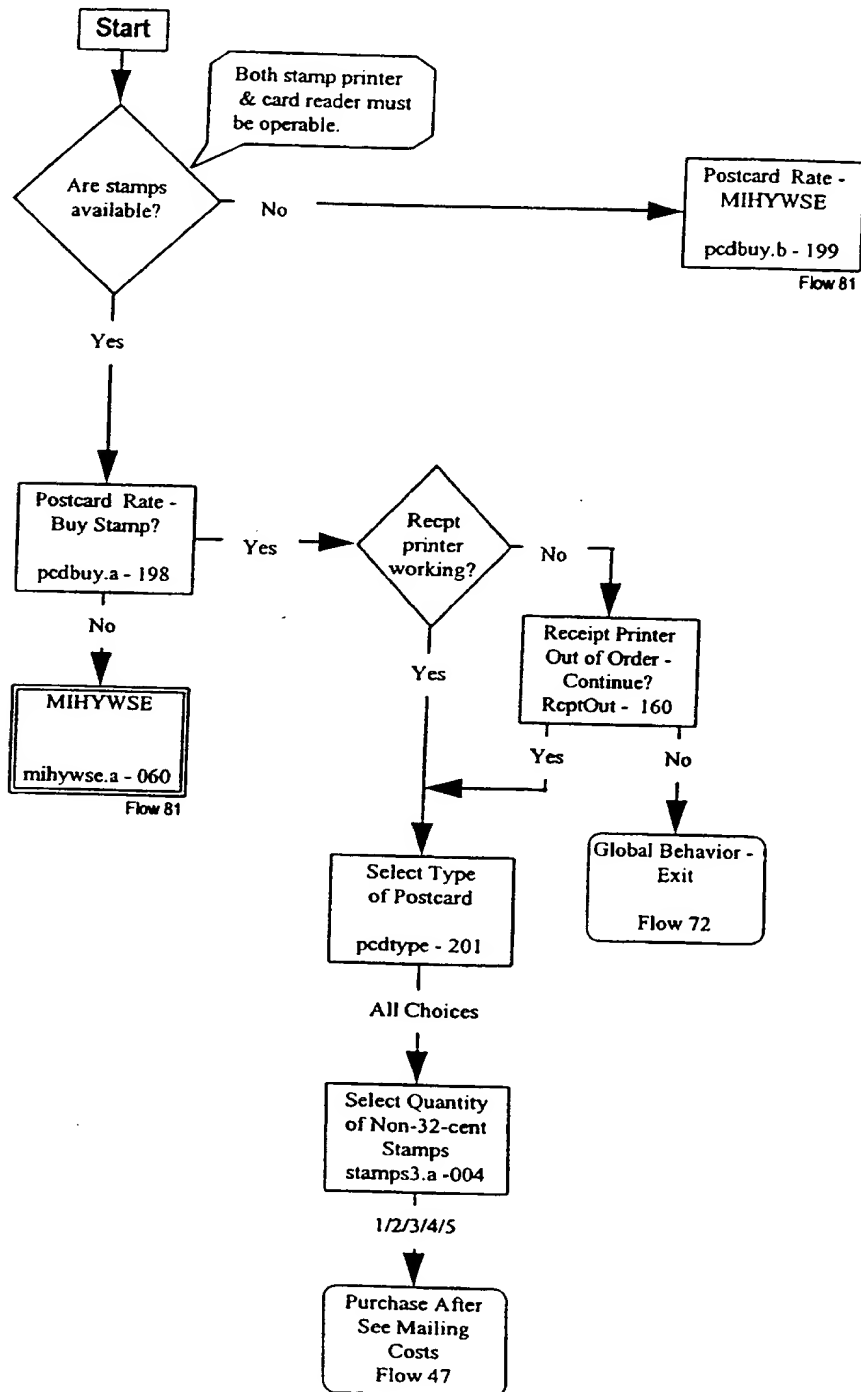 Start
Both stamp printer
& card reader must
be operable.
Are stamps
available?
No
Postcard Rate -
MIHYWSE
pcdbuy.b - 199
Flow 81
Yes
Postcard Rate -
Buy Stamp?
pcdbuy.a - 198
Yes
Recpt
printer
working?
No
No
Receipt Printer
Out of Order -
Continue?
RcptOut - 160
Yes
MIHYWSE
mihywse.a - 060
Flow 81
Yes
No
Global Behavior -
Exit
Flow 72
Select Type
of Postcard
pcdtype - 201
All Choices
Select Quantity
of Non-32-cent
Stamps
stamps3.a -004
1/2/3/4/5
Purchase After
See Mailing
Costs
Flow 47